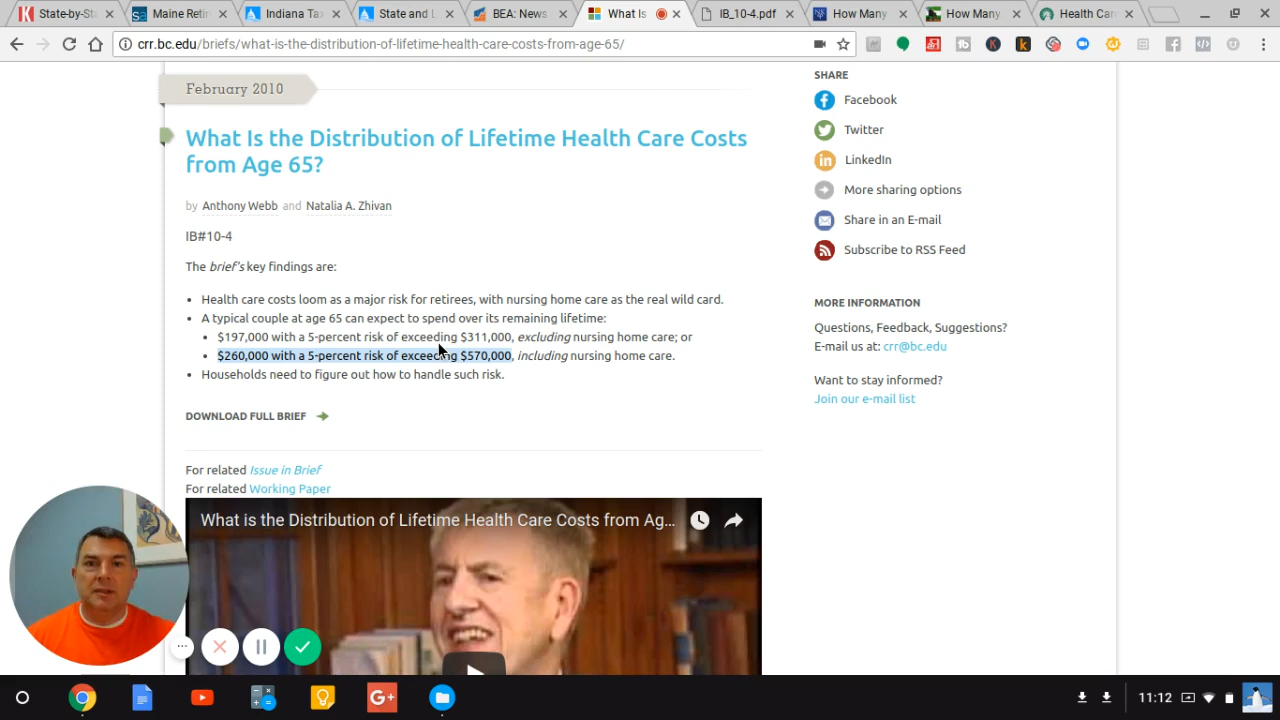 State-by-St
Maine Retir
Indiana Tax
State and L
BEA: News
What Is
IB_10-4.pdf
How Many
How Many
Health Car
crr.bc.edu/briefs/what-is-the-distribution-of-lifetime-health-care-costs-from-age-65/
February 2010
What Is the Distribution of Lifetime Health Care Costs
from Age 65?
by Anthony Webb and Natalia A. Zhivan
IB#10-4
The brief's key findings are:
• Health care costs loom as a major risk for retirees, with nursing home care as the real wild card.
• A typical couple at age 65 can expect to spend over its remaining lifetime:
• $197,000 with a 5-percent risk of exceeding $311,000, excluding nursing home care; or
• $260,000 with a 5-percent risk of exceeding $570,000, including nursing home care.
• Households need to figure out how to handle such risk.
DOWNLOAD FULL BRIEF
For related Issue in Brief
For related Working Paper
What is the Distribution of Lifetime Health Care Costs from Ag...
SHARE
Facebook
Twitter
LinkedIn
More sharing options
Share in an E-mail
Subscribe to RSS Feed
MORE INFORMATION
Questions, Feedback, Suggestions?
E-mail us at: crr@bc.edu
Want to stay informed?
Join our e-mail list
11:12